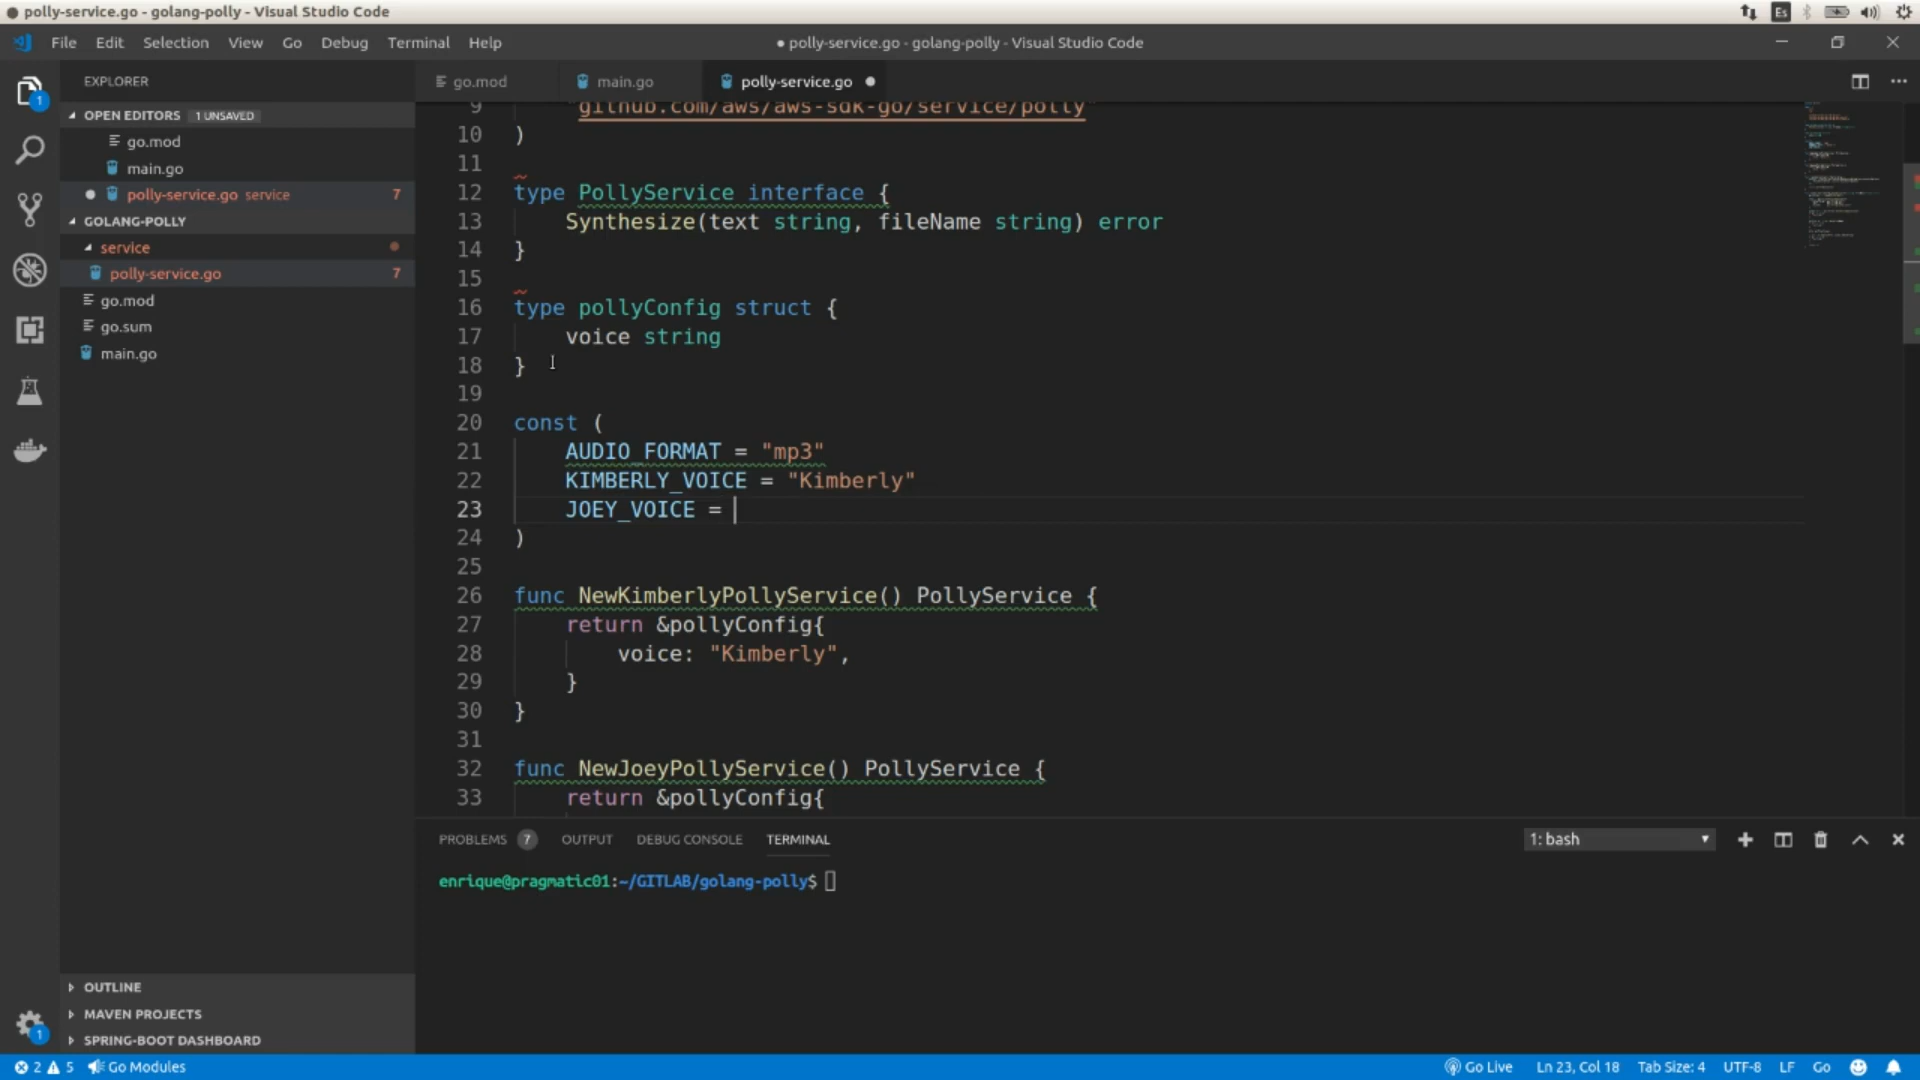 polly-service.go - golang-polly - Visual Studio Code
Es
File Edit Selection View Go Debug Terminal Help
● polly-service.go - golang-polly - Visual Studio Code
EXPLORER
OPEN EDITORS 1 UNSAVED
go.mod
main.go
polly-service.go service 7
GOLANG-POLLY
service
polly-service.go 7
go.mod
go.sum
main.go
OUTLINE
MAVEN PROJECTS
SPRING-BOOT DASHBOARD
1
1
go.mod main.go polly-service.go
9 "github.com/aws/aws-sdk-go/service/polly"
10 )
11
12 type PollyService interface {
13 Synthesize(text string, fileName string) error
14 }
15
16 type pollyConfig struct {
17 voice string
18 }
19
20 const (
21 AUDIO_FORMAT = "mp3"
22 KIMBERLY_VOICE = "Kimberly"
23 JOEY_VOICE =
24 )
25
26 func NewKimberlyPollyService() PollyService {
27 return &pollyConfig{
28 voice: "Kimberly",
29 }
30 }
31
32 func NewJoeyPollyService() PollyService {
33 return &pollyConfig{
PROBLEMS 7 OUTPUT DEBUG CONSOLE TERMINAL 1: bash
enrique@pragmatic01:~/GITLAB/golang-polly$
2 5 Go Modules Go Live Ln 23, Col 18 Tab Size: 4 UTF-8 LF Go